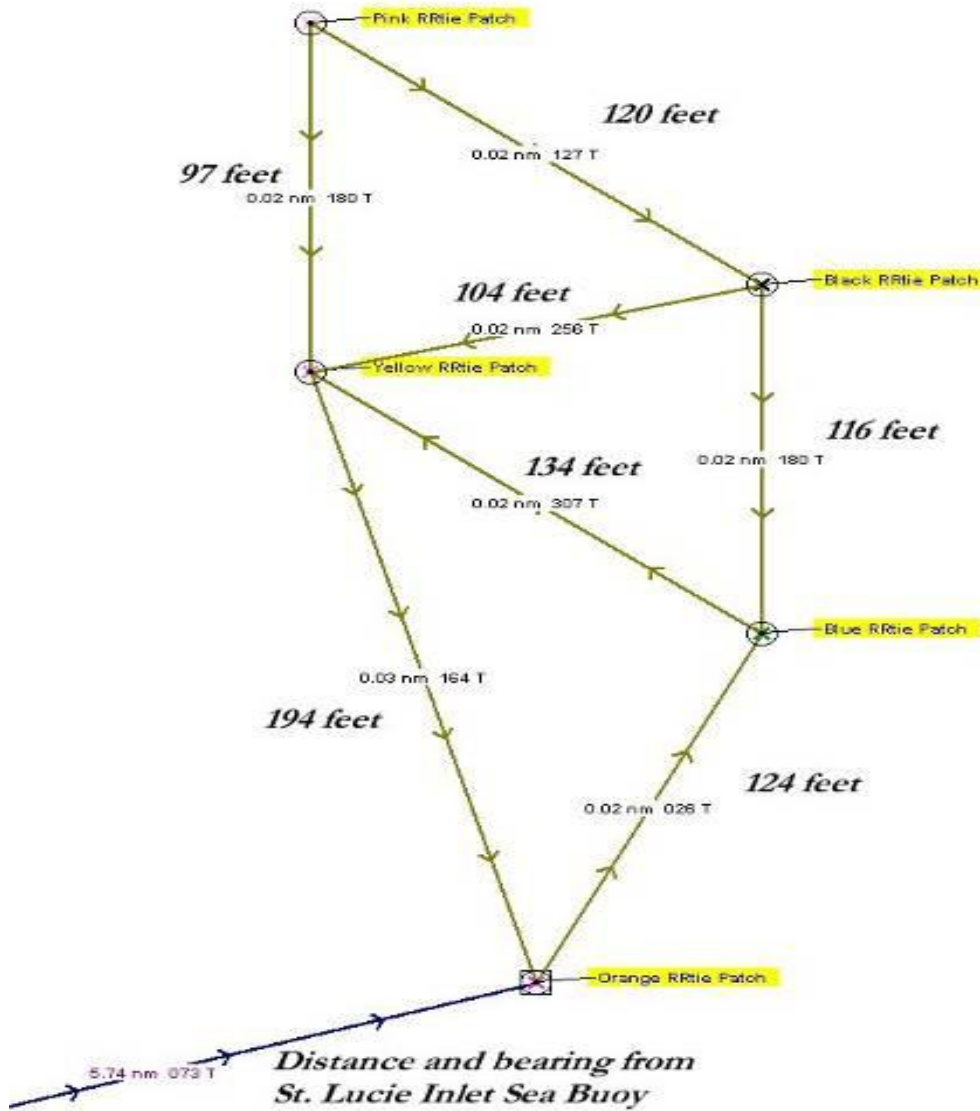 Pink RRtie Patch
120 feet
0.02 nm 127 T
97 feet
0.02 nm 180 T
Black RRtie Patch
104 feet
0.02 nm 256 T
Yellow RRtie Patch
116 feet
134 feet
0.02 nm 180 T
0.02 nm 307 T
Blue RRtie Patch
0.03 nm 164 T
194 feet
124 feet
0.02 nm 026 T
Orange RRtie Patch
5.74 nm 073 T
Distance and bearing from
St. Lucie Inlet Sea Buoy